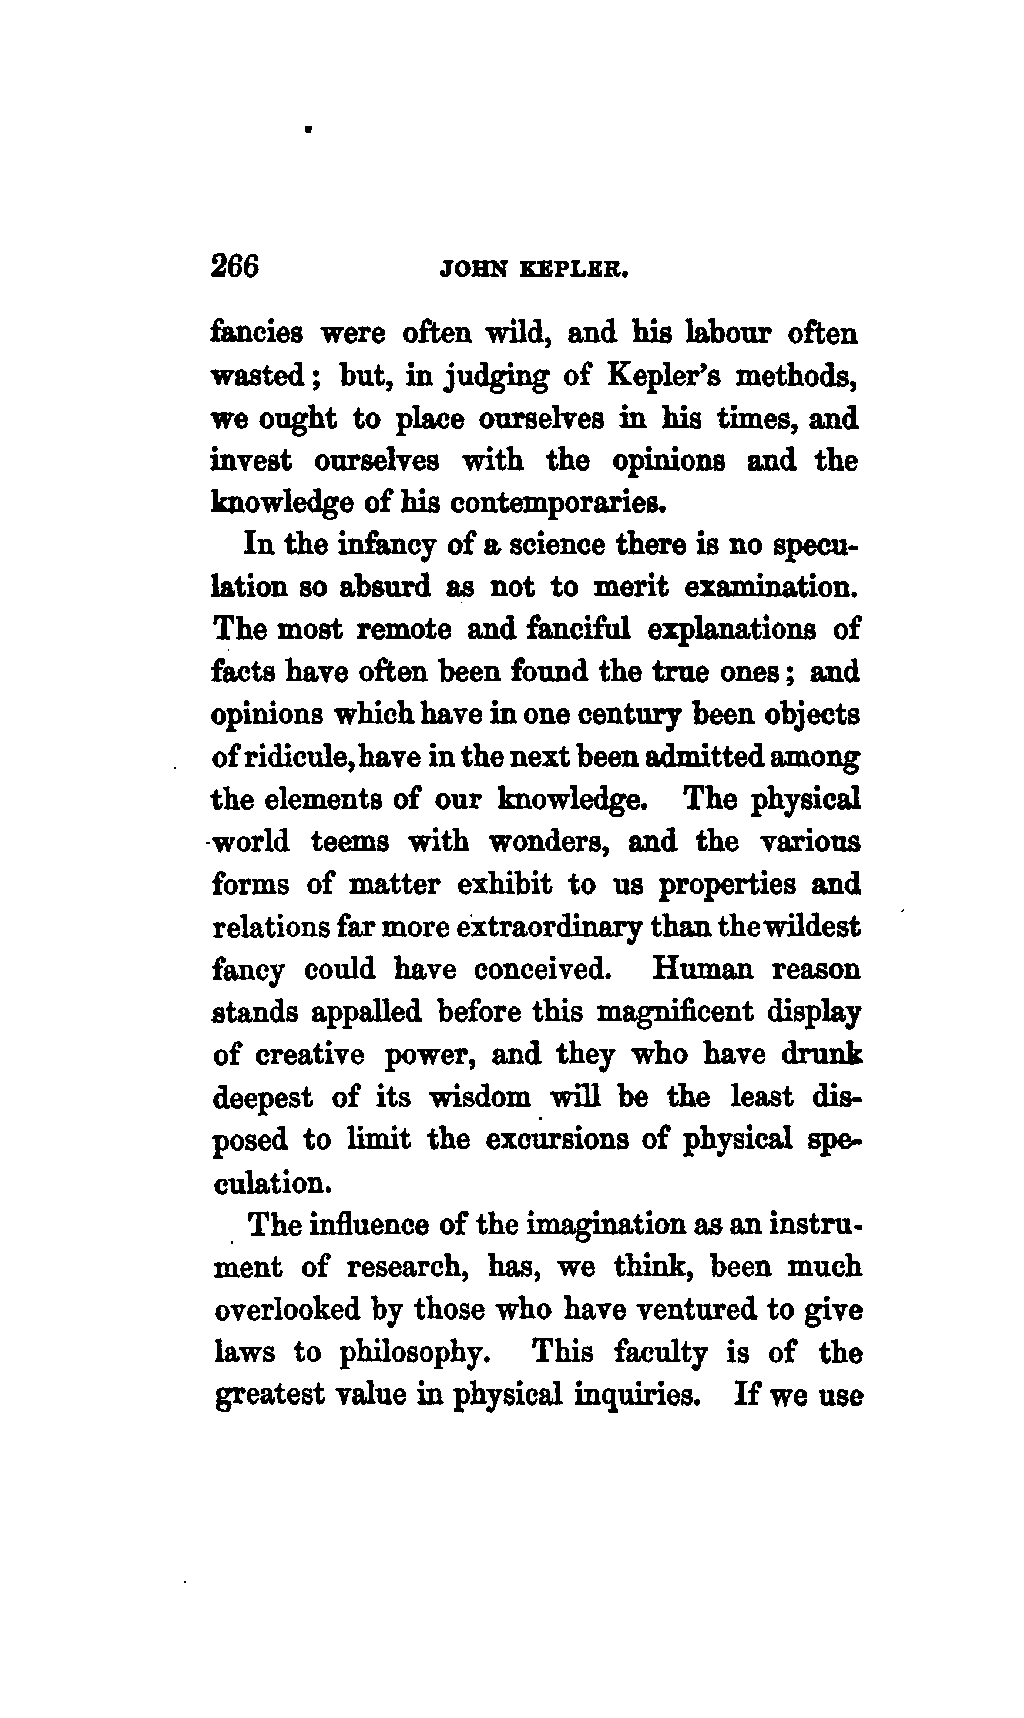 266 JOHN KEPLER.
fancies were often wild, and his labour often
wasted; but, in judging of Kepler's methods,
we ought to place ourselves in his times, and
invest ourselves with the opinions and the
knowledge of his contemporaries.
In the infancy of a science there is no specu-
lation so absurd as not to merit examination.
The most remote and fanciful explanations of
facts have often been found the true ones; and
opinions which have in one century been objects
of ridicule, have in the next been admitted among
the elements of our knowledge. The physical
world teems with wonders, and the various
forms of matter exhibit to us properties and
relations far more extraordinary than the wildest
fancy could have conceived. Human reason
stands appalled before this magnificent display
of creative power, and they who have drunk
deepest of its wisdom will be the least dis-
posed to limit the excursions of physical spe-
culation.
The influence of the imagination as an instru-
ment of research, has, we think, been much
overlooked by those who have ventured to give
laws to philosophy. This faculty is of the
greatest value in physical inquiries. If we use